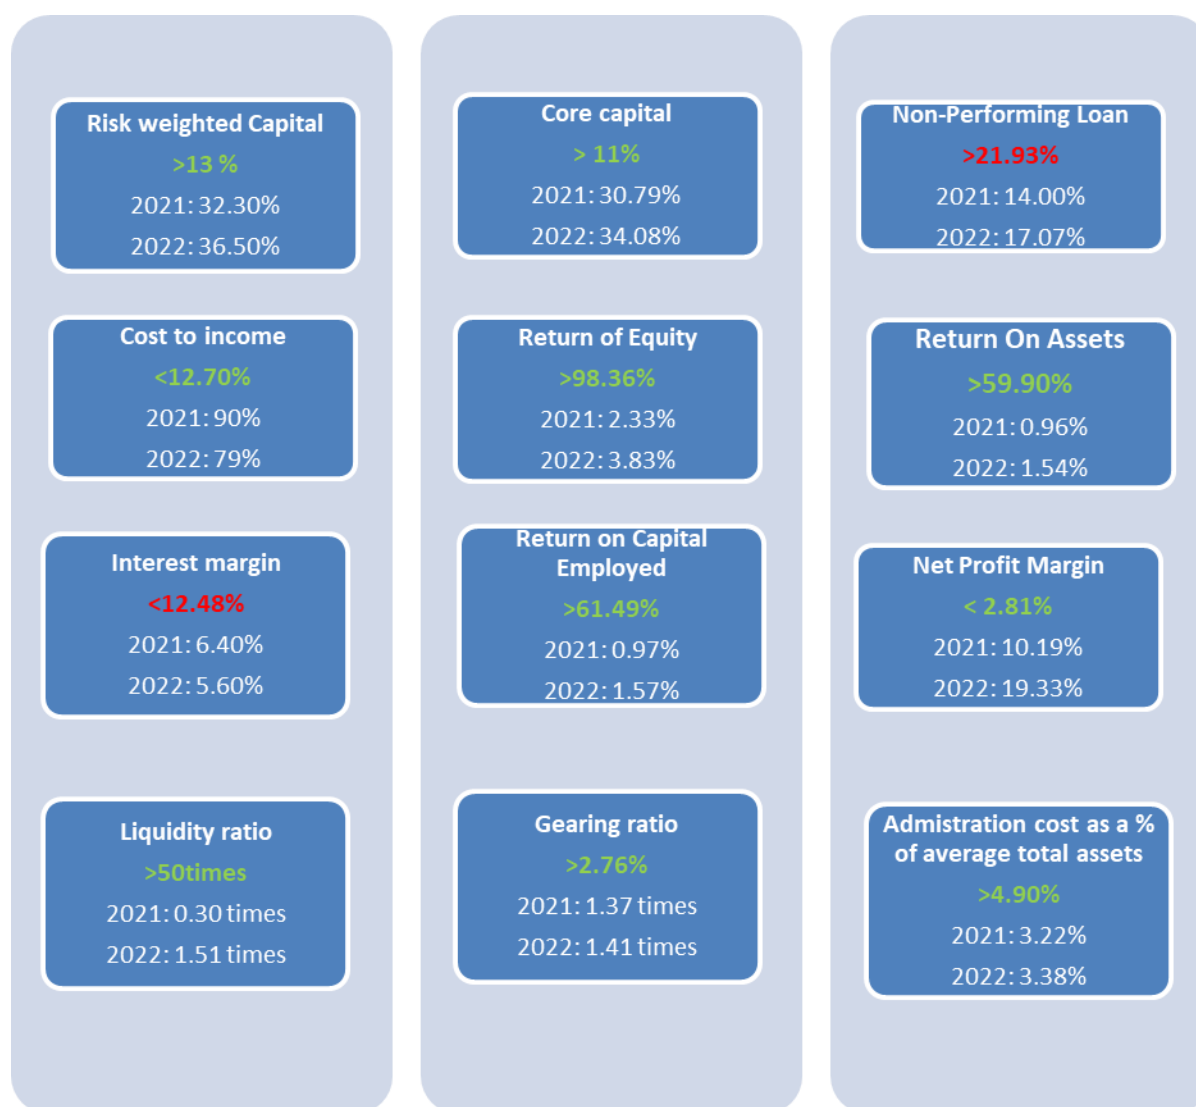 Risk weighted Capital
>13 %
2021: 32.30%
2022: 36.50%
Core capital
> 11%
2021: 30.79%
2022: 34.08%
Non-Performing Loan
>21.93%
2021: 14.00%
2022: 17.07%
Cost to income
<12.70%
2021: 90%
2022: 79%
Return of Equity
>98.36%
2021: 2.33%
2022: 3.83%
Return On Assets
>59.90%
2021: 0.96%
2022: 1.54%
Interest margin
<12.48%
2021: 6.40%
2022: 5.60%
Return on Capital
Employed
>61.49%
2021: 0.97%
2022: 1.57%
Net Profit Margin
< 2.81%
2021: 10.19%
2022: 19.33%
Liquidity ratio
>50times
2021: 0.30 times
2022: 1.51 times
Gearing ratio
>2.76%
2021: 1.37 times
2022: 1.41 times
Admistration cost as a %
of average total assets
>4.90%
2021: 3.22%
2022: 3.38%